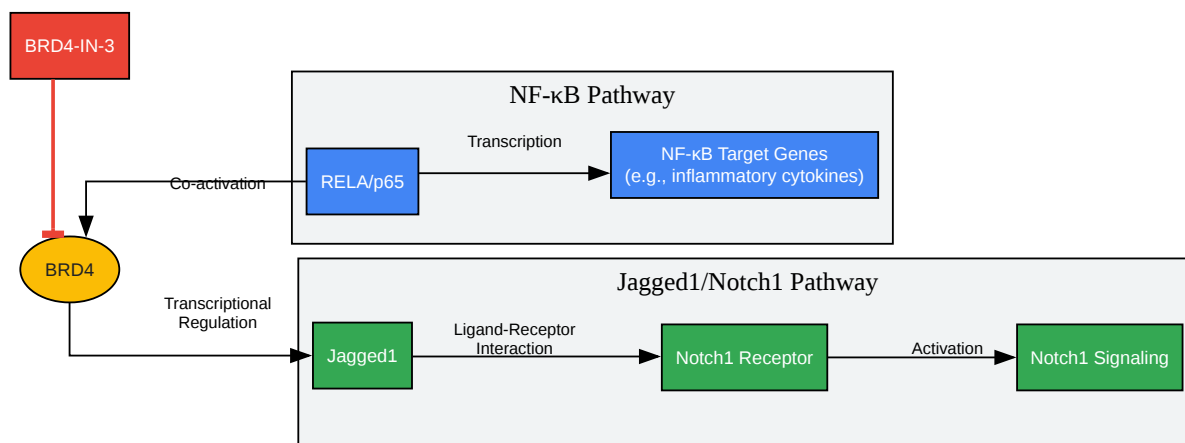 BRD4-IN-3
NF-κB Pathway
Transcription
NF-κB Target Genes
(e.g., inflammatory cytokines)
Co-activation
RELA/p65
BRD4
Jagged1/Notch1 Pathway
Transcriptional
Regulation
Jagged1
Ligand-Receptor
Interaction
Notch1 Receptor
Activation
Notch1 Signaling